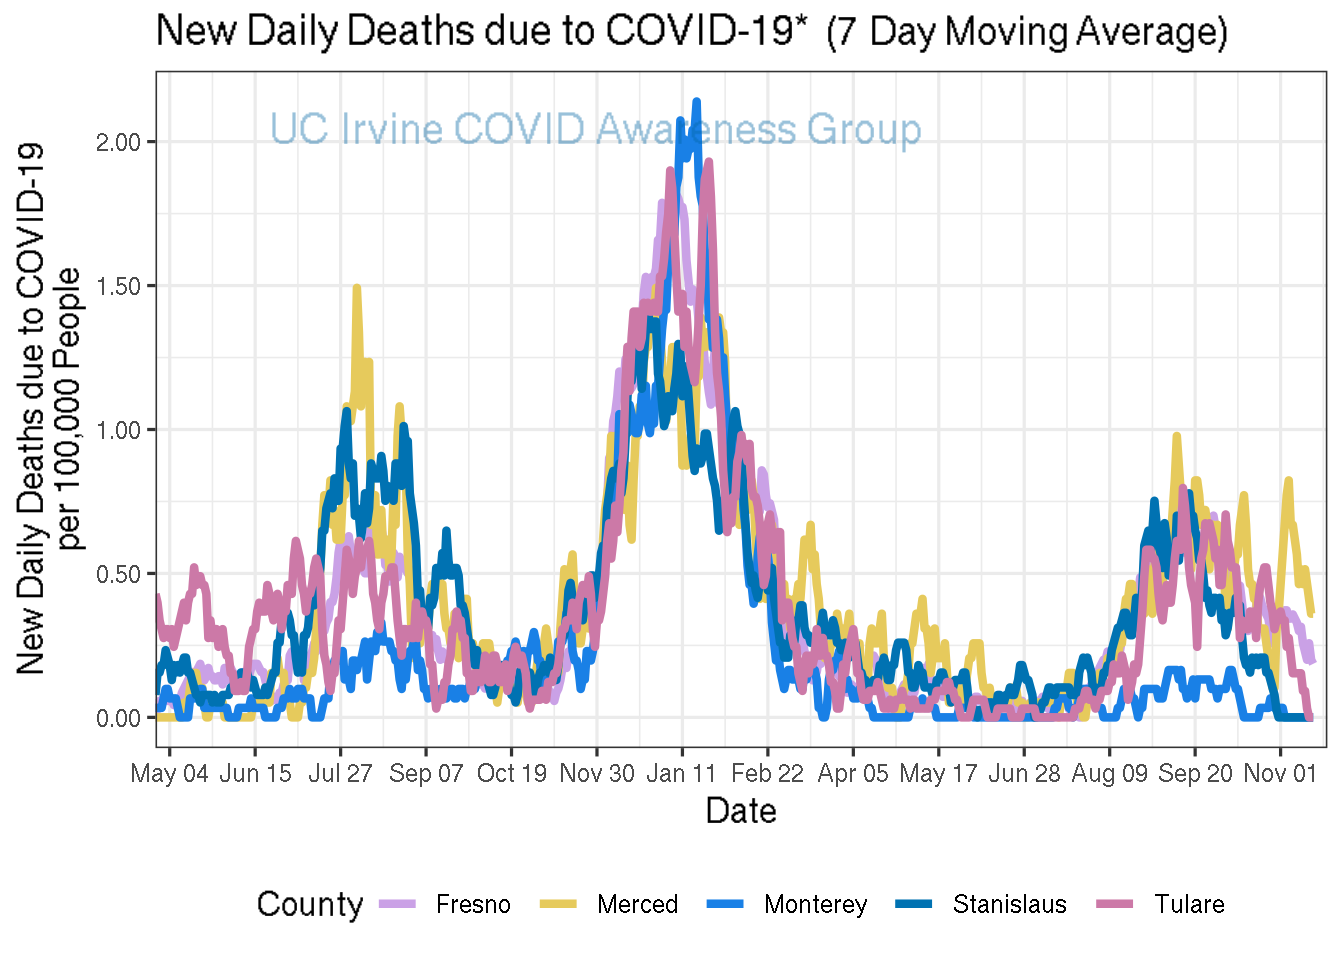 New Daily Deaths due to COVID-19* (7 Day Moving Average)
UC Irvine COVID Awareness Group
New Daily Deaths due to COVID-19
per 100,000 People
2.00
1.50
1.00
0.50
0.00
May 04 Jun 15 Jul 27 Sep 07 Oct 19 Nov 30 Jan 11 Feb 22 Apr 05 May 17 Jun 28 Aug 09 Sep 20 Nov 01
Date
County Fresno Merced Monterey Stanislaus Tulare